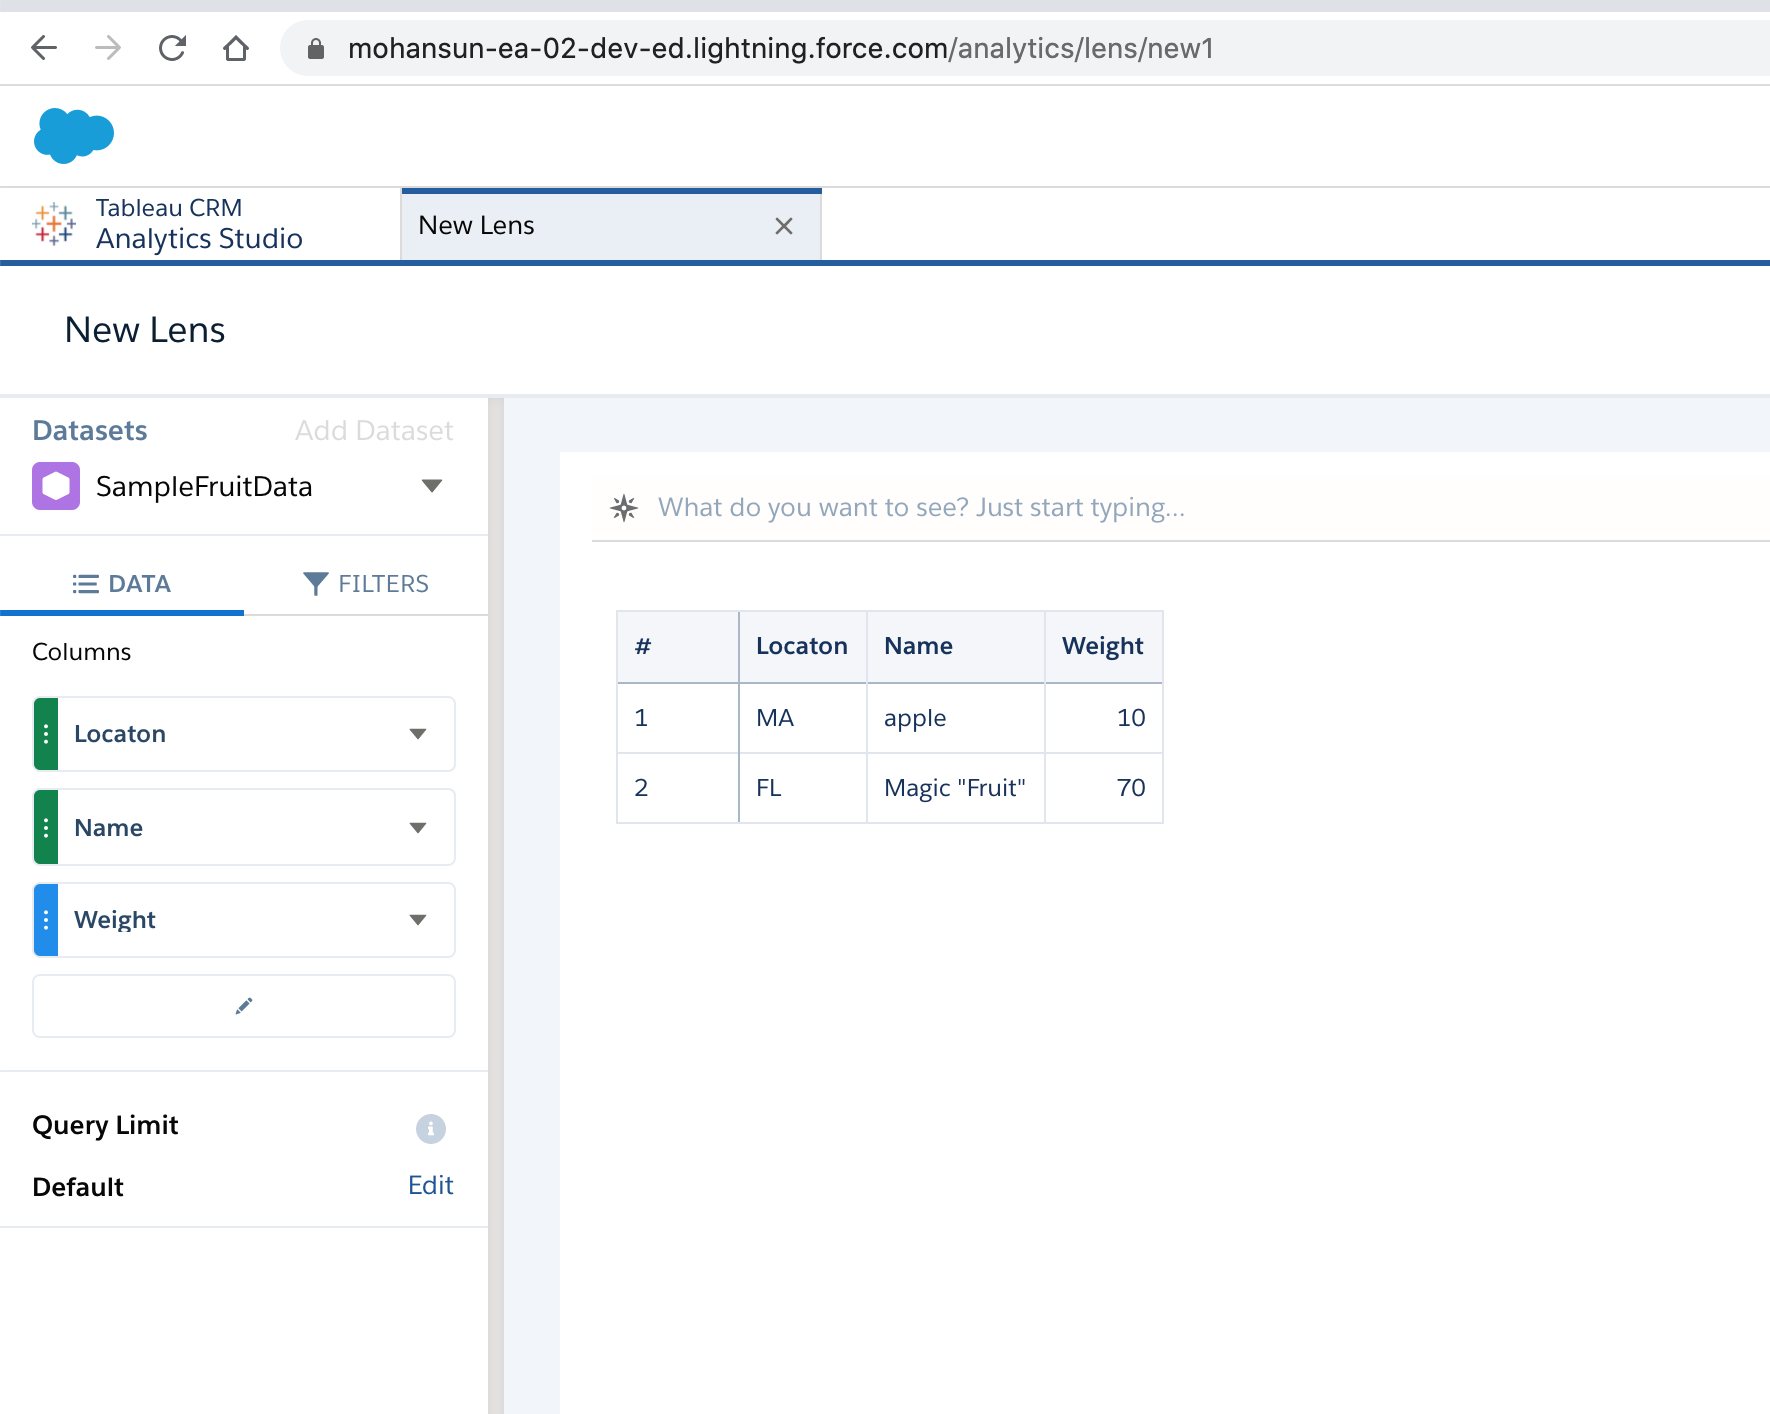 mohansun-ea-02-dev-ed.lightning.force.com/analytics/lens/new1
Tableau CRM
Analytics Studio
New Lens
New Lens
Datasets
Add Dataset
SampleFruitData
DATA
FILTERS
Columns
Locaton
Name
Weight
Query Limit
Default
Edit
What do you want to see? Just start typing...
# Locaton Name Weight
1 MA apple 10
2 FL Magic "Fruit" 70